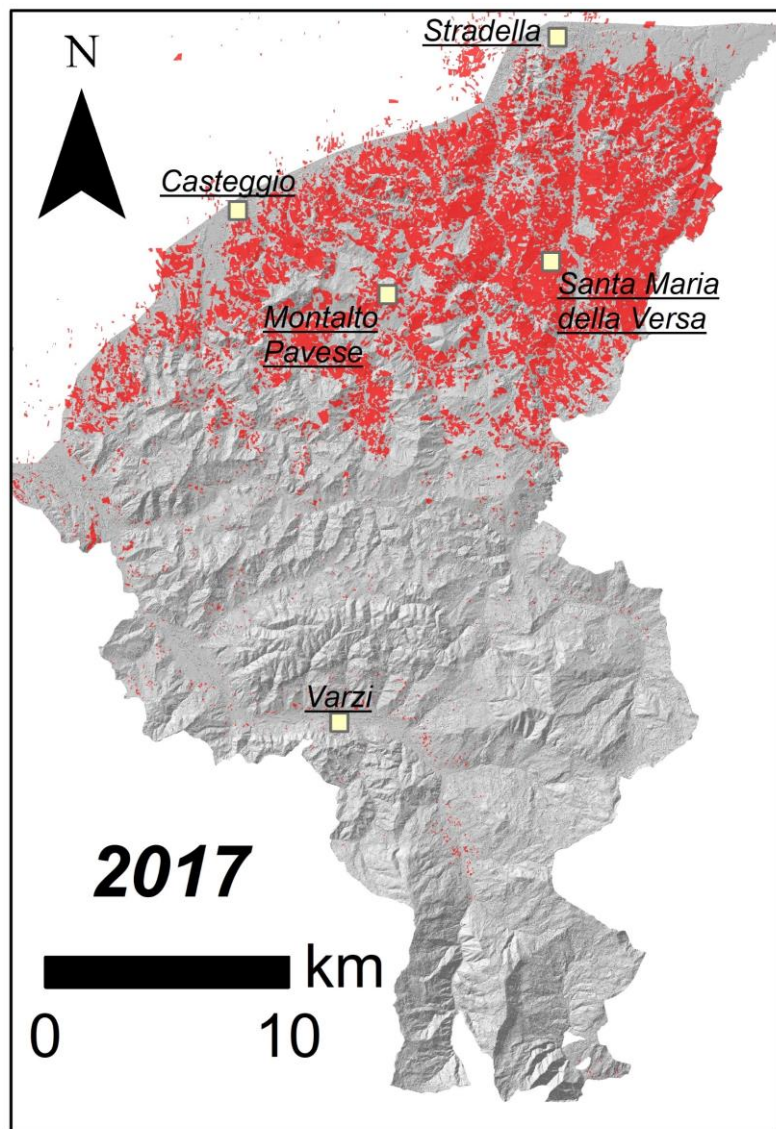 Stradella
N
Casteggio
Santa Maria
della Versa
Montalto
Pavese
Varzi
2017
km
0 10